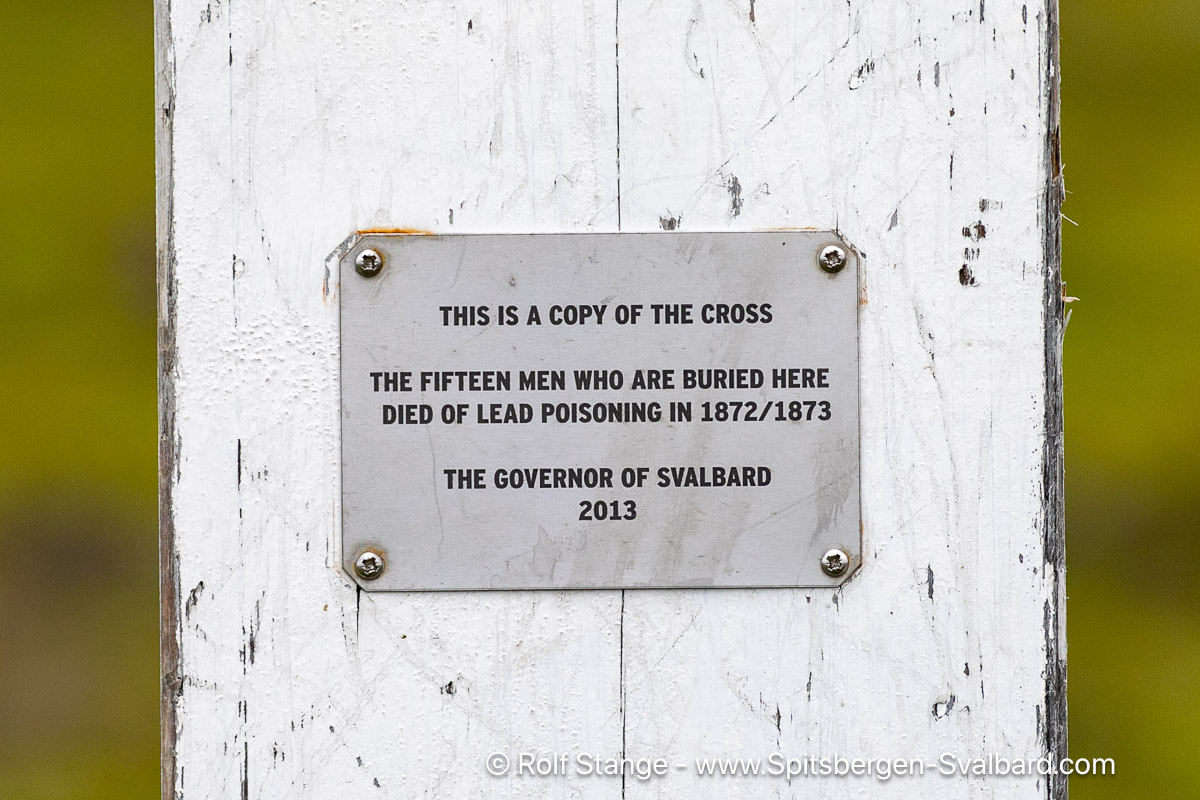 THIS IS A COPY OF THE CROSS
THE FIFTEEN MEN WHO ARE BURIED HERE
DIED OF LEAD POISONING IN 1872/1873
THE GOVERNOR OF SVALBARD
2013
© Rolf Stange - www.Spitsbergen-Svalbard.com